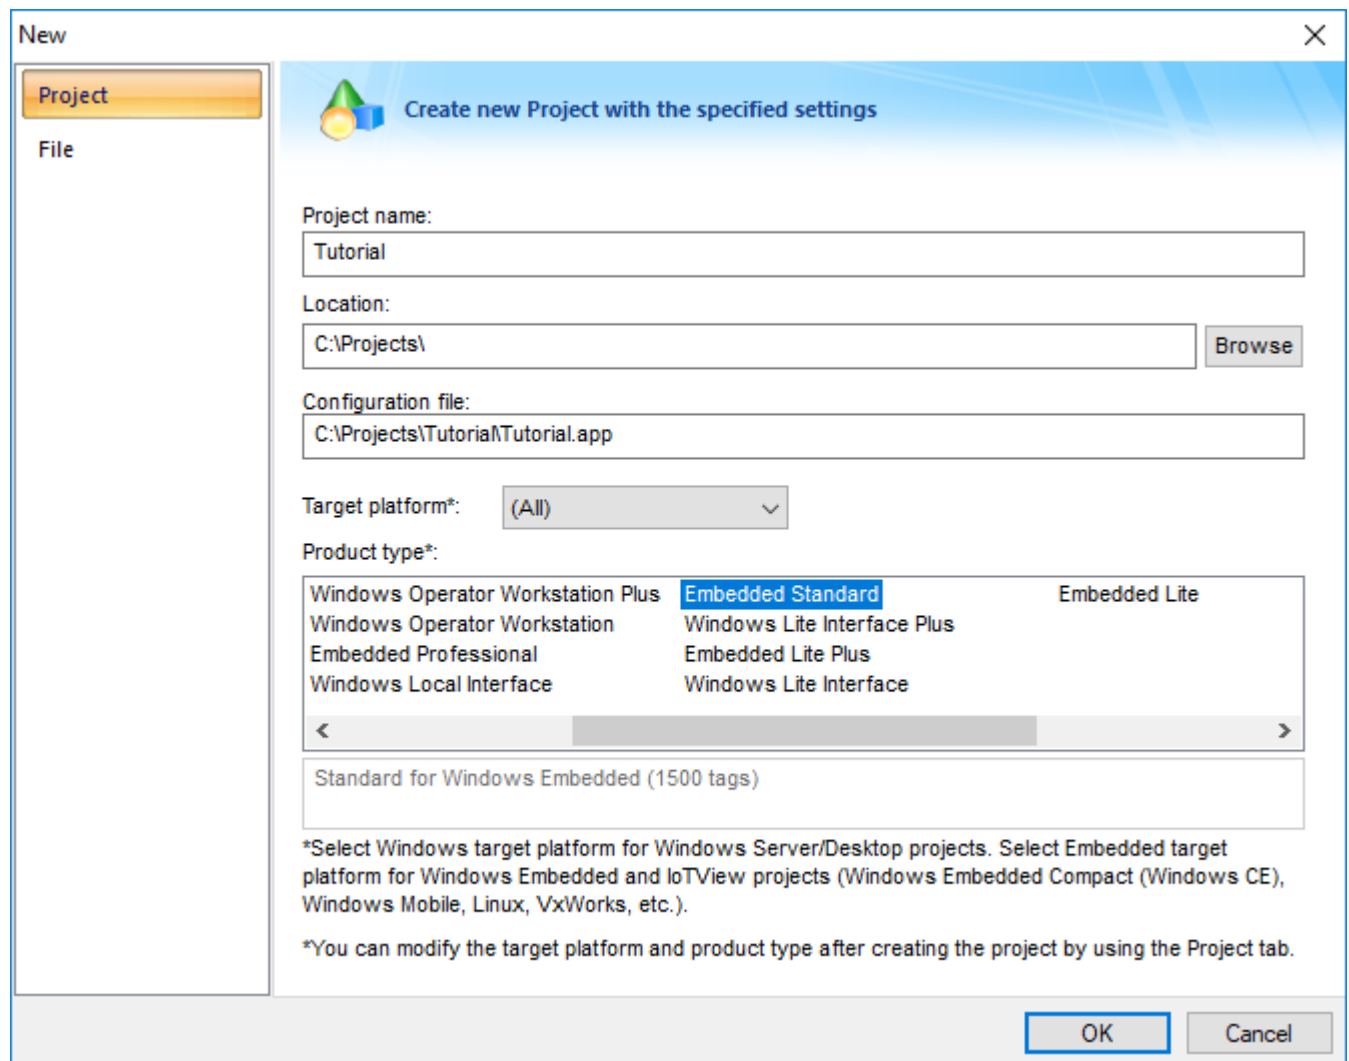 New
Project
File
Create new Project with the specified settings
Project name:
Tutorial
Location:
C:\Projects\
Browse
Configuration file:
C:\Projects\Tutorial\Tutorial.app
Target platform*:
(All)
Product type*:
Windows Operator Workstation Plus
Windows Operator Workstation
Embedded Professional
Windows Local Interface
Embedded Standard
Windows Lite Interface Plus
Embedded Lite Plus
Windows Lite Interface
Embedded Lite
Standard for Windows Embedded (1500 tags)
*Select Windows target platform for Windows Server/Desktop projects. Select Embedded target
platform for Windows Embedded and IoTView projects (Windows Embedded Compact (Windows CE),
Windows Mobile, Linux, VxWorks, etc.).
*You can modify the target platform and product type after creating the project by using the Project tab.
OK
Cancel